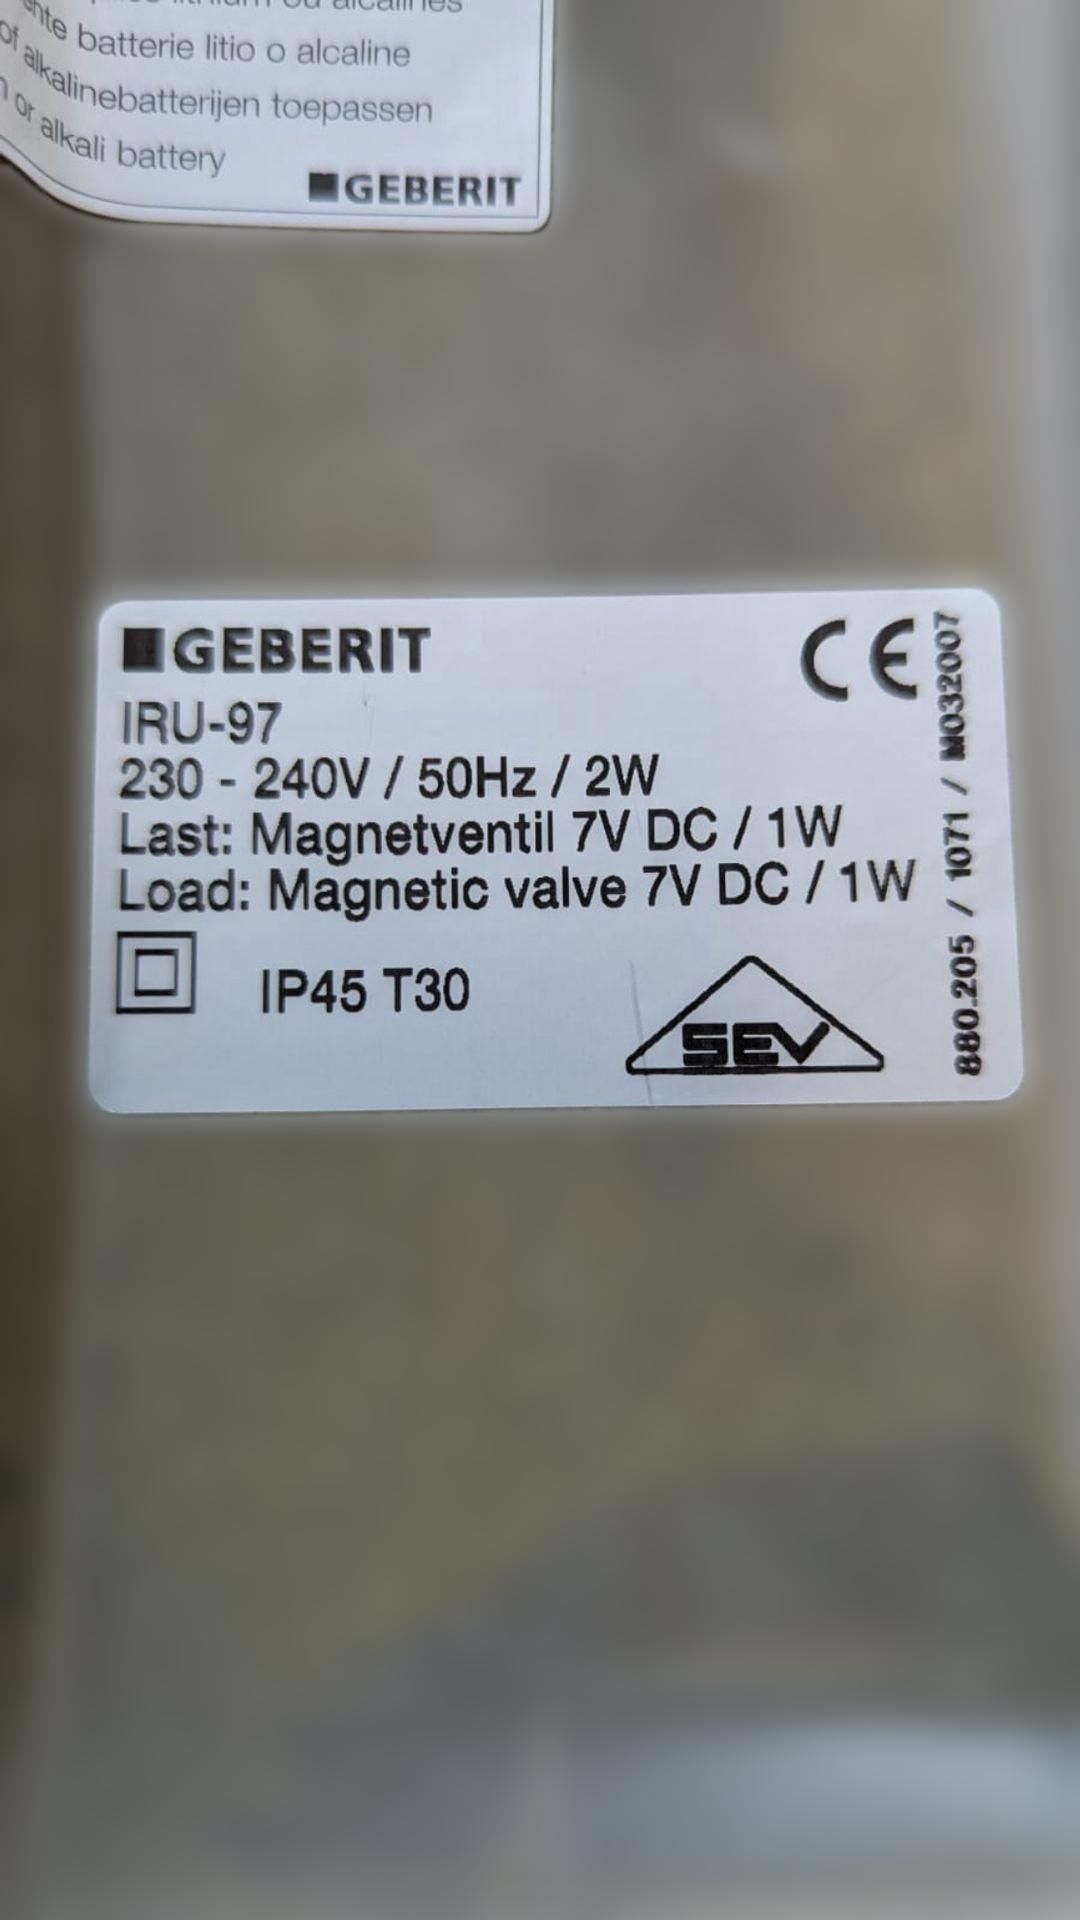 batterie litio o alcaline
of alkalinebatterijen toepassen
or alkali battery
GEBERIT
GEBERIT
CE
IRU-97
230 - 240V / 50Hz / 2W
Last: Magnetventil 7V DC / 1W
Load: Magnetic valve 7V DC / 1W
IP45 T30
SEV
880.205 / 1071 / M032007